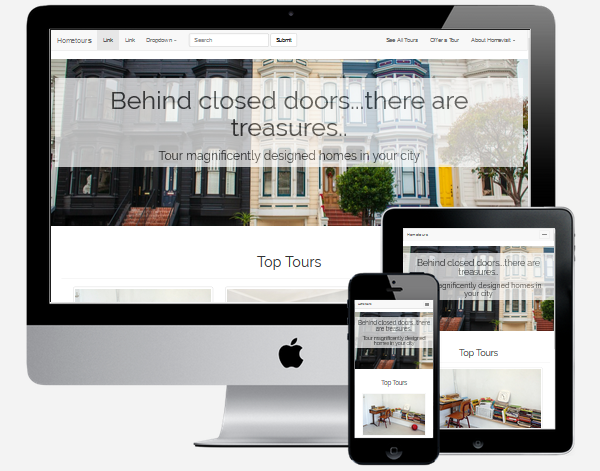 Hometours Link Link Dropdown Search Submit See All Tours Offer a Tour About Homevisit
Behind closed doors...there are
treasures..
Tour magnificently designed homes in your city
Top Tours
Hometours
Behind closed doors...there are
treasures..
magnificently designed homes in
your city
Top Tours
Behind closed doors...there
are treasures..
Tour magnificently designed
homes in your city
Top Tours